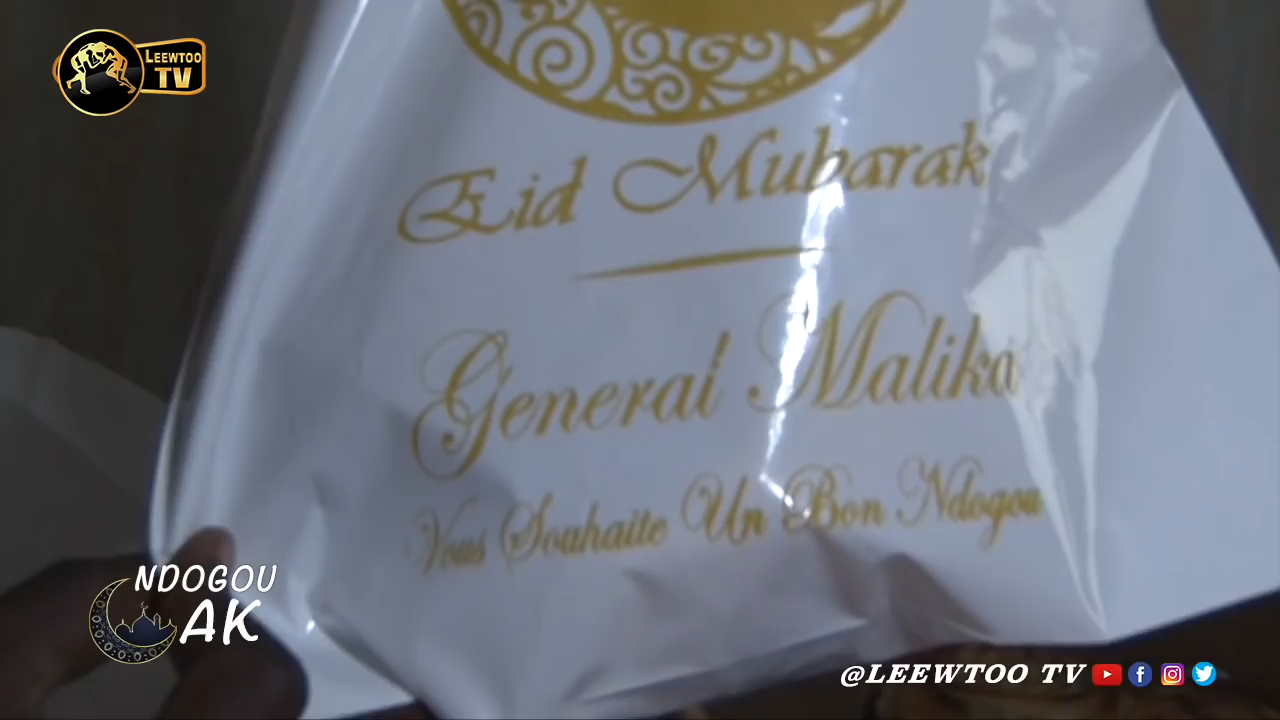 LEEWTOO
TV
Eid Mubarak
General Malika
Vous Souhaite Un Bon Ndogou
NDOGOU
AK
@LEEWTOO TV